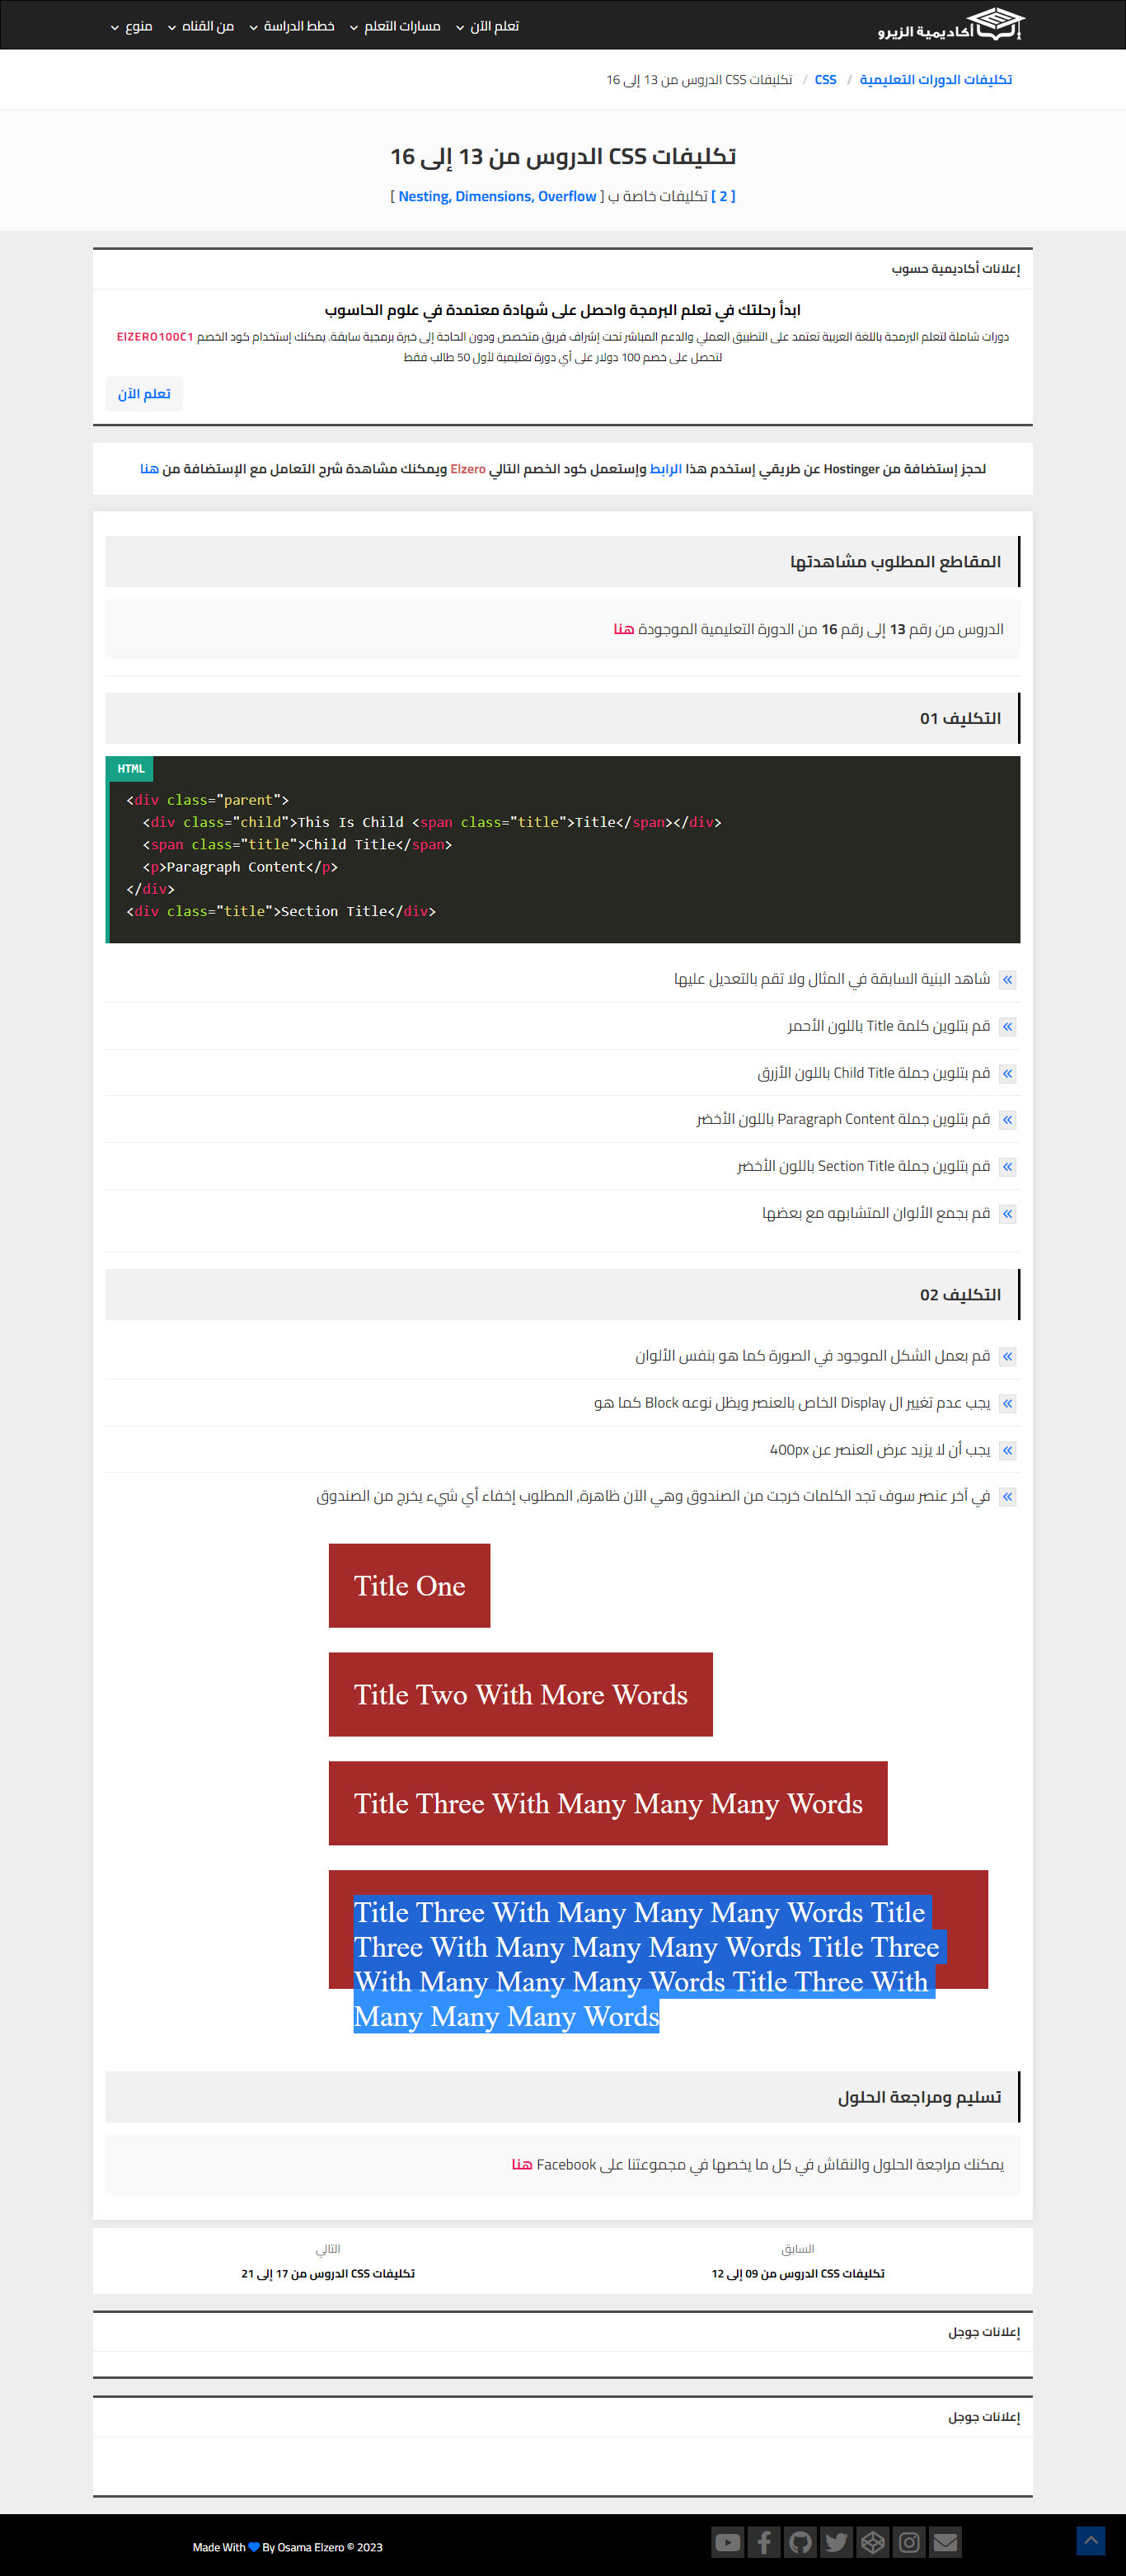 أكاديمية الزيرو
تعلم الآن
مسارات التعلم
خطط الدراسة
من القناه
منوع
تكليفات الدورات التعليمية / CSS / تكليفات CSS الدروس من 13 إلى 16
تكليفات CSS الدروس من 13 إلى 16
[ 2 ] تكليفات خاصة ب [ Nesting, Dimensions, Overflow ]
إعلانات أكاديمية حسوب
ابدأ رحلتك في تعلم البرمجة واحصل على شهادة معتمدة في علوم الحاسوب
دورات شاملة لتعلم البرمجة باللغة العربية تعتمد على التطبيق العملي والدعم المباشر تحت إشراف فريق متخصص ودون الحاجة إلى خبرة برمجية سابقة. يمكنك إستخدام كود الخصم ElZERO100C1
لتحصل على خصم 100 دولار على أي دورة تعليمية لأول 50 طالب فقط
تعلم الآن
لحجز إستضافة من Hostinger عن طريقي إستخدم هذا الرابط وإستعمل كود الخصم التالي Elzero ويمكنك مشاهدة شرح التعامل مع الإستضافة من هنا
المقاطع المطلوب مشاهدتها
الدروس من رقم 13 إلى رقم 16 من الدورة التعليمية الموجودة هنا
التكليف 01
HTML
<div class="parent">
<div class="child">This Is Child <span class="title">Title</span></div>
<span class="title">Child Title</span>
<p>Paragraph Content</p>
</div>
<div class="title">Section Title</div>
شاهد البنية السابقة في المثال ولا تقم بالتعديل عليها
قم بتلوين كلمة Title باللون الأحمر
قم بتلوين جملة Child Title باللون الأزرق
قم بتلوين جملة Paragraph Content باللون الأخضر
قم بتلوين جملة Section Title باللون الأخضر
قم بجمع الألوان المتشابهه مع بعضها
التكليف 02
قم بعمل الشكل الموجود في الصورة كما هو بنفس الألوان
يجب عدم تغيير ال Display الخاص بالعنصر ويظل نوعه Block كما هو
يجب أن لا يزيد عرض العنصر عن 400px
في آخر عنصر سوف تجد الكلمات خرجت من الصندوق وهي الآن ظاهرة, المطلوب إخفاء أي شيء يخرج من الصندوق
Title One
Title Two With More Words
Title Three With Many Many Many Words
Title Three With Many Many Many Words Title
Three With Many Many Many Words Title Three
With Many Many Many Words Title Three With
Many Many Many Words
تسليم ومراجعة الحلول
يمكنك مراجعة الحلول والنقاش في كل ما يخصها في مجموعتنا على Facebook هنا
السابق
تكليفات CSS الدروس من 09 إلى 12
التالي
تكليفات CSS الدروس من 17 إلى 21
إعلانات جوجل
إعلانات جوجل
Made With By Osama Elzero © 2023